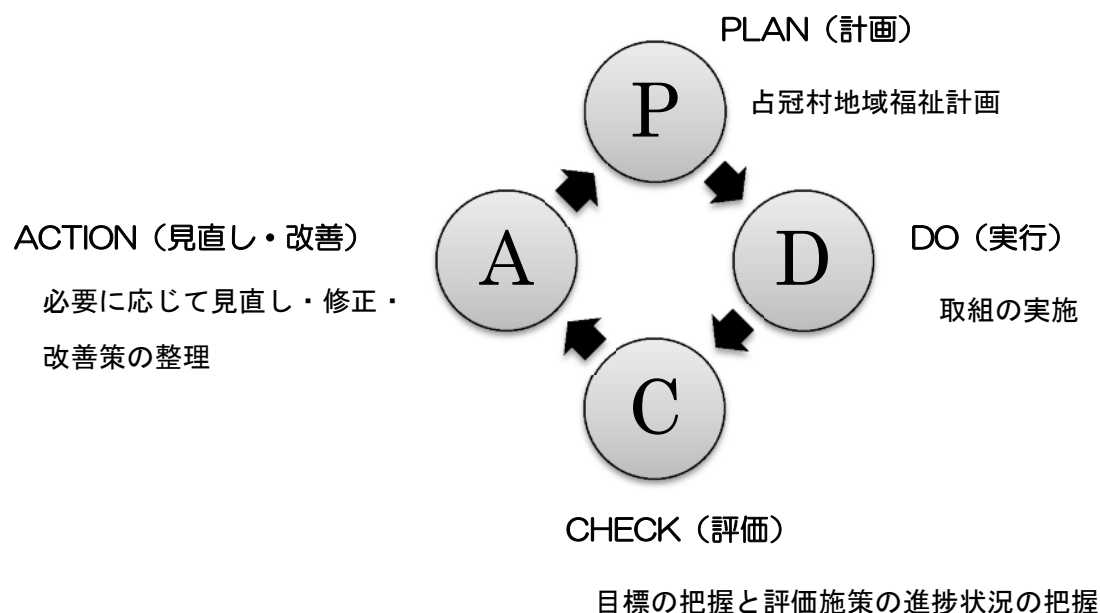 PLAN（計画）
P
占冠村地域福祉計画
ACTION（見直し・改善）
A
D
DO（実行）
必要に応じて見直し・修正・
改善策の整理
取組の実施
C
CHECK（評価）
目標の把握と評価施策の進捗状況の把握